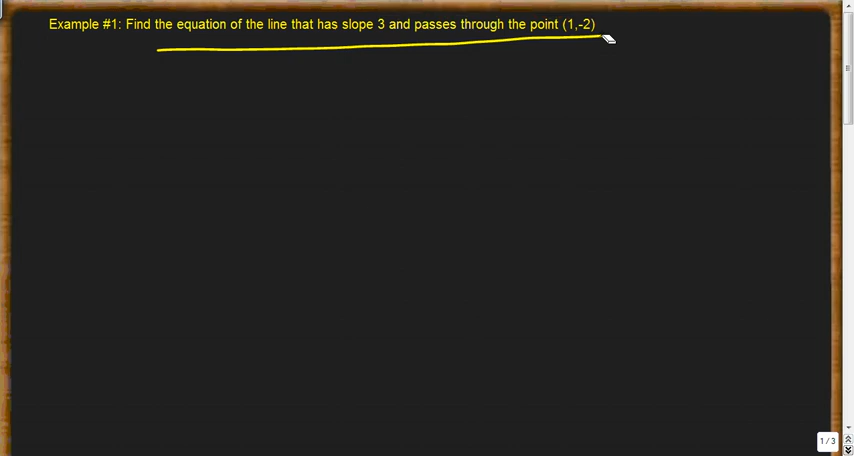 Example #1: Find the equation of the line that has slope 3 and passes through the point (1,-2)
1 / 3